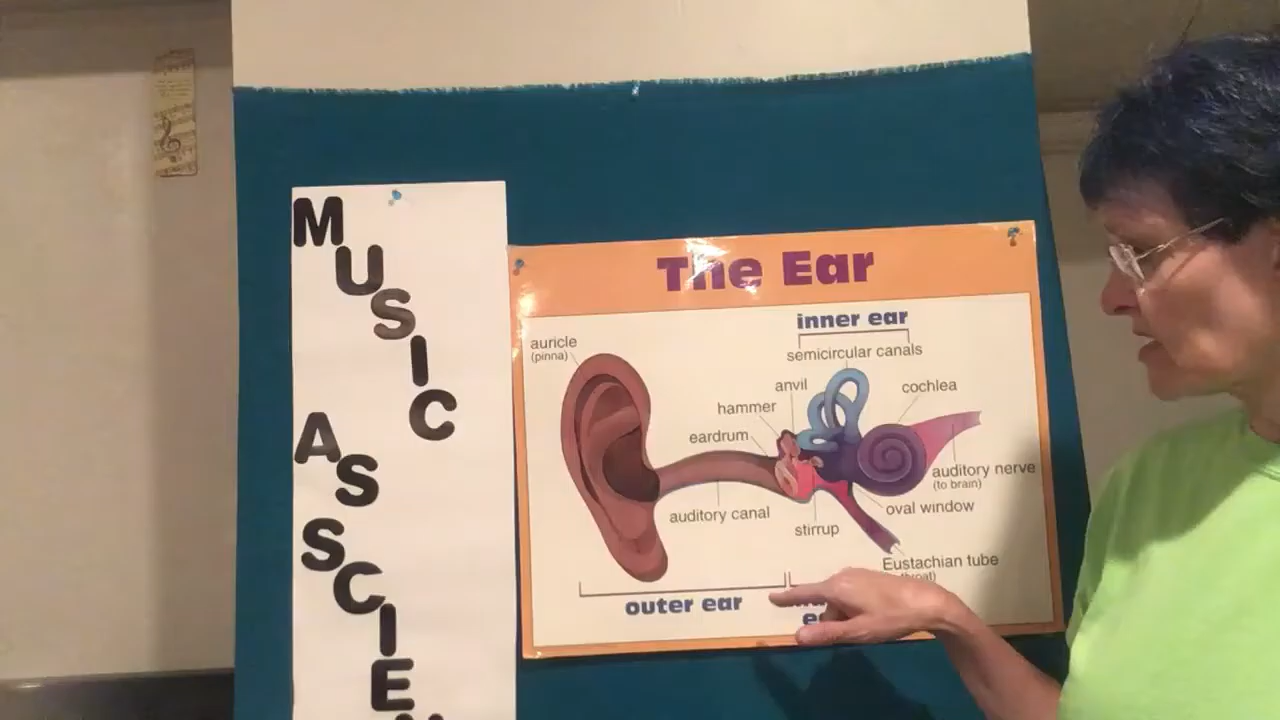 MUSIC
AS
SCIE
The Ear
inner ear
semicircular canals
auricle
(pinna)
anvil
cochlea
hammer
eardrum
auditory nerve
(to brain)
oval window
auditory canal
stirrup
Eustachian tube
outer ear